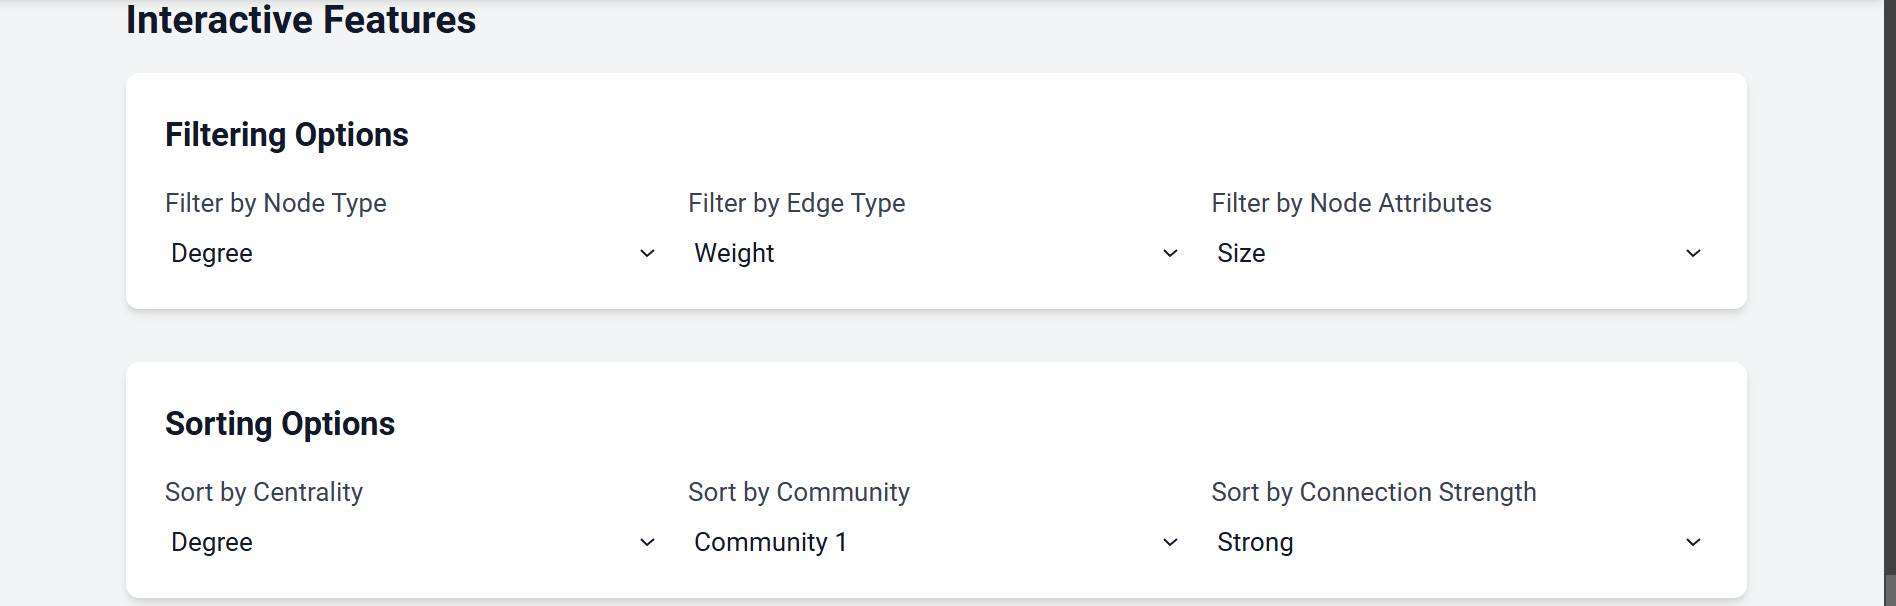 Interactive Features
Filtering Options
Filter by Node Type
Degree
Filter by Edge Type
Weight
Filter by Node Attributes
Size
Sorting Options
Sort by Centrality
Degree
Sort by Community
Community 1
Sort by Connection Strength
Strong